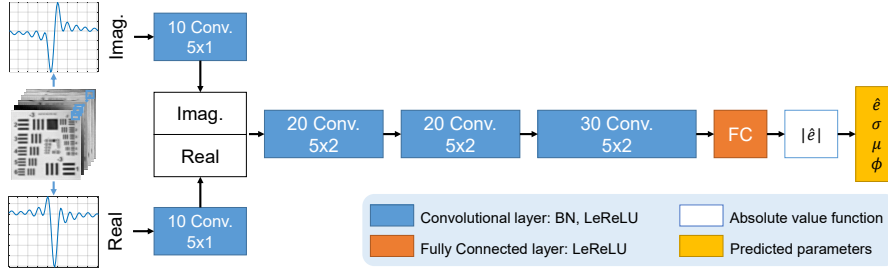 Imag.
10 Conv.
5x1
Imag.
Real
20 Conv.
5x2
20 Conv.
5x2
30 Conv.
5x2
FC
|ê|
ê
σ
μ
ϕ
Real
10 Conv.
5x1
Convolutional layer: BN, LeReLU
Absolute value function
Fully Connected layer: LeReLU
Predicted parameters